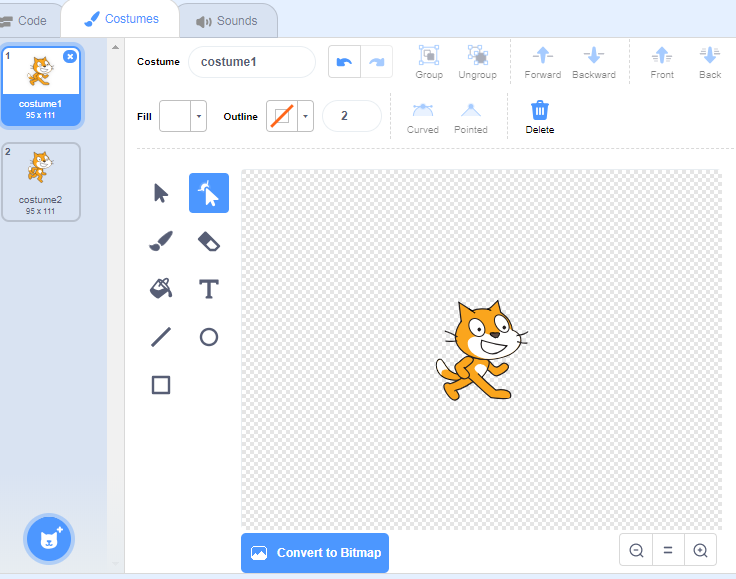 Code
Costumes
Sounds
1
costume1
95 x 111
2
costume2
95 x 111
Costume
costume1
Group
Ungroup
Forward
Backward
Front
Back
Fill
Outline
2
Curved
Pointed
Delete
T
Convert to Bitmap